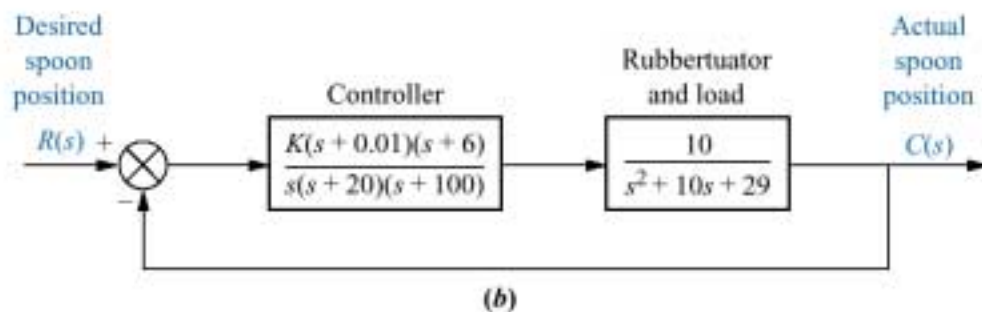 Desired
spoon
position
R(s) +
−
Controller
K(s + 0.01)(s + 6)
s(s + 20)(s + 100)
Rubbertuator
and load
10
s² + 10s + 29
Actual
spoon
position
C(s)
(b)